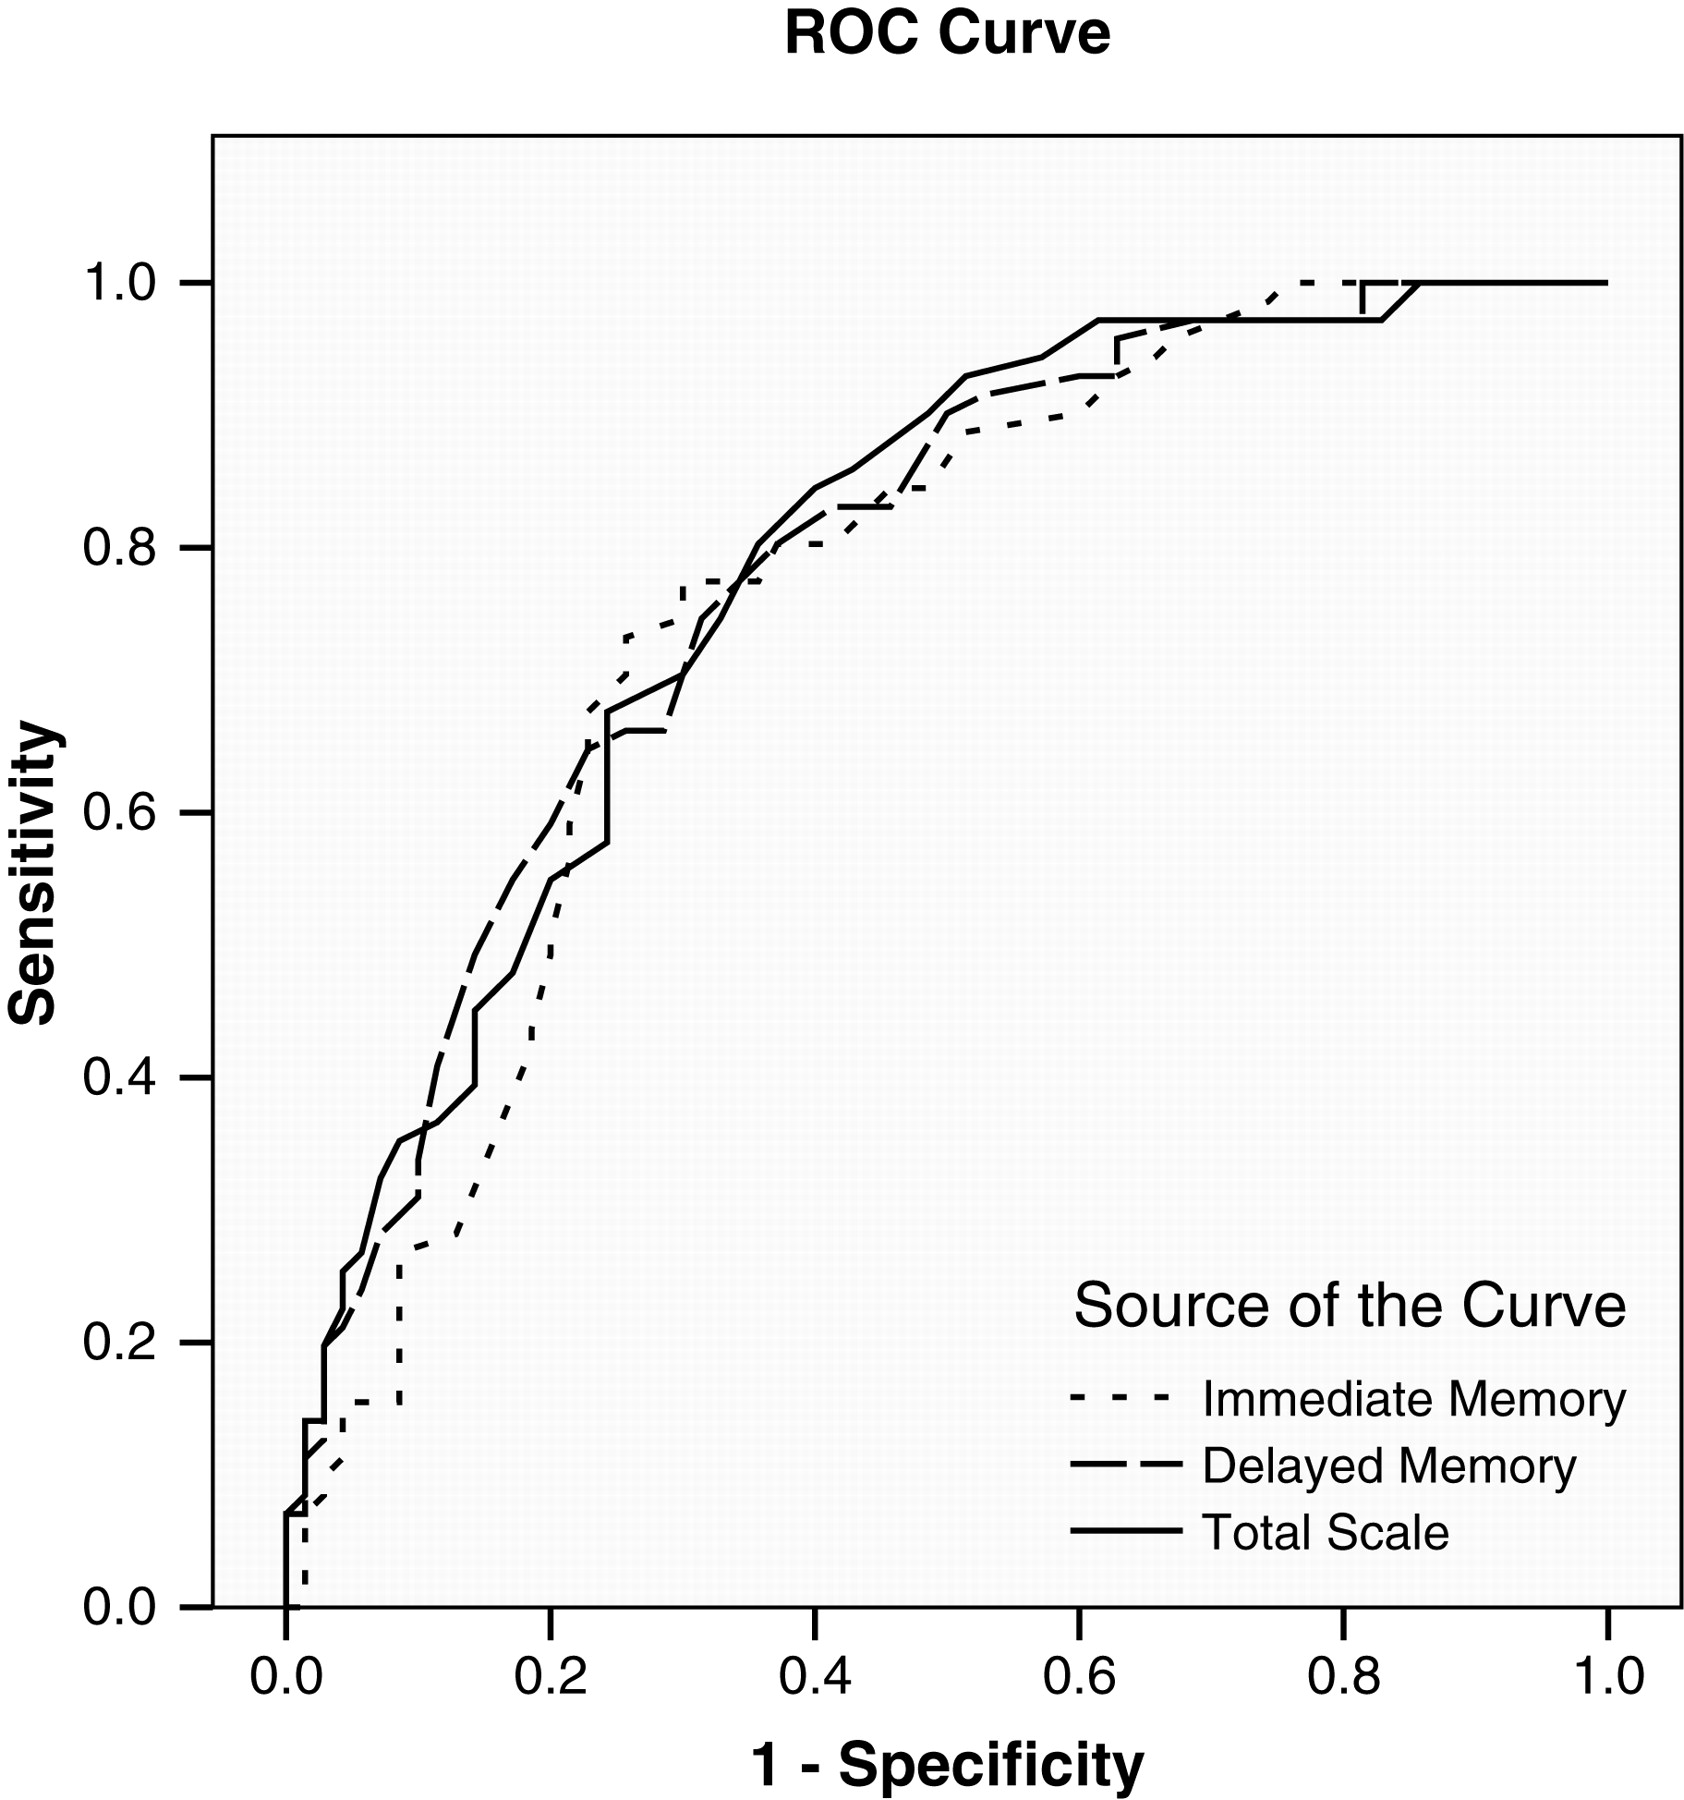 ROC Curve
1.0
0.8
0.6
0.4
0.2
0.0
Sensitivity
0.0 0.2 0.4 0.6 0.8 1.0
1 - Specificity
Source of the Curve
Immediate Memory
Delayed Memory
Total Scale